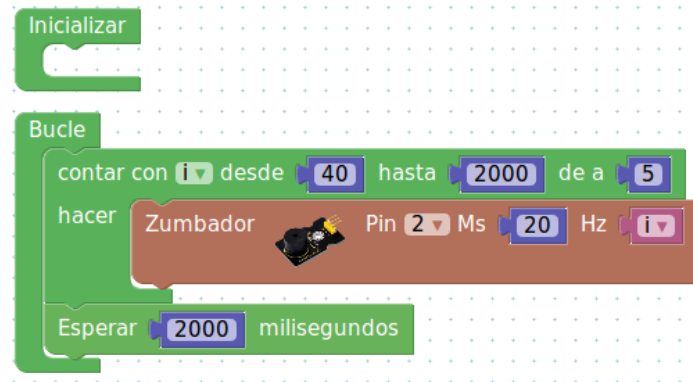 Inicializar
Bucle
contar con i desde 40 hasta 2000 de a 5
hacer Zumbador Pin 2 Ms 20 Hz i
Esperar 2000 milisegundos